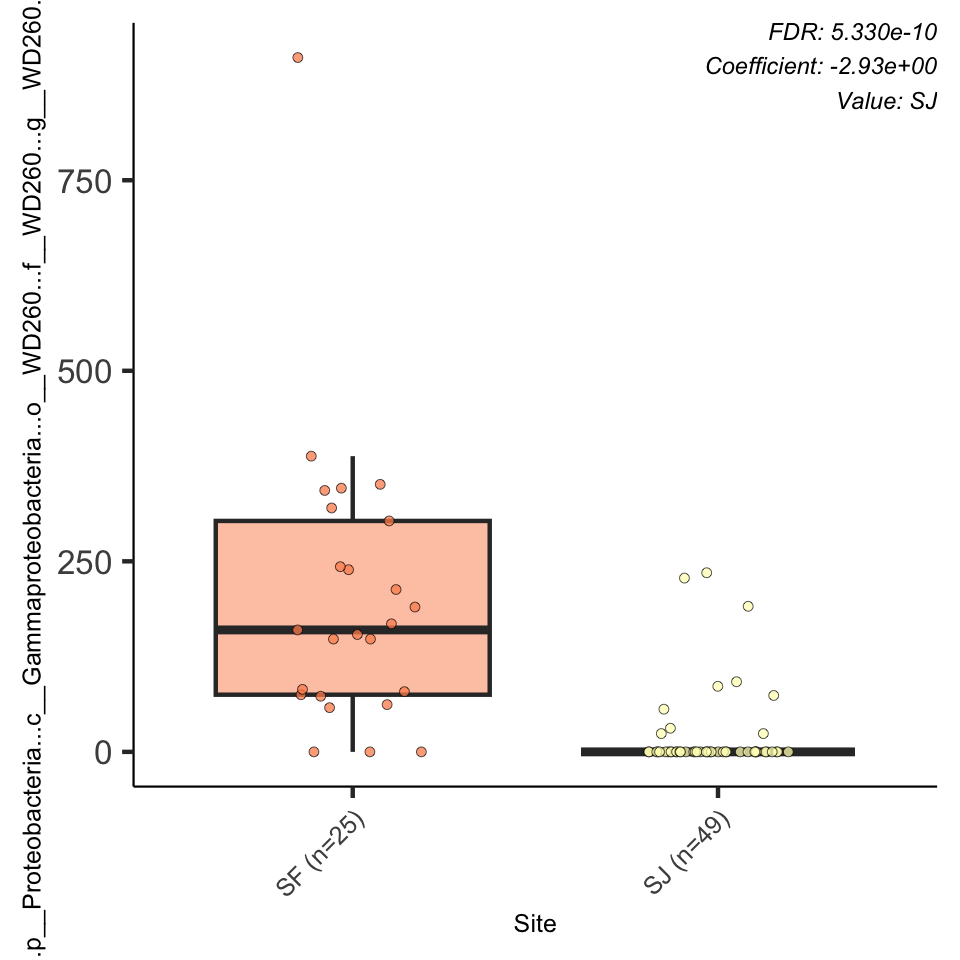 FDR: 5.330e-10
Coefficient: -2.93e+00
Value: SJ
.p__Proteobacteria...c__Gammaproteobacteria...o__WD260...f__WD260...g__WD260.
750
500
250
0
SF (n=25)
SJ (n=49)
Site